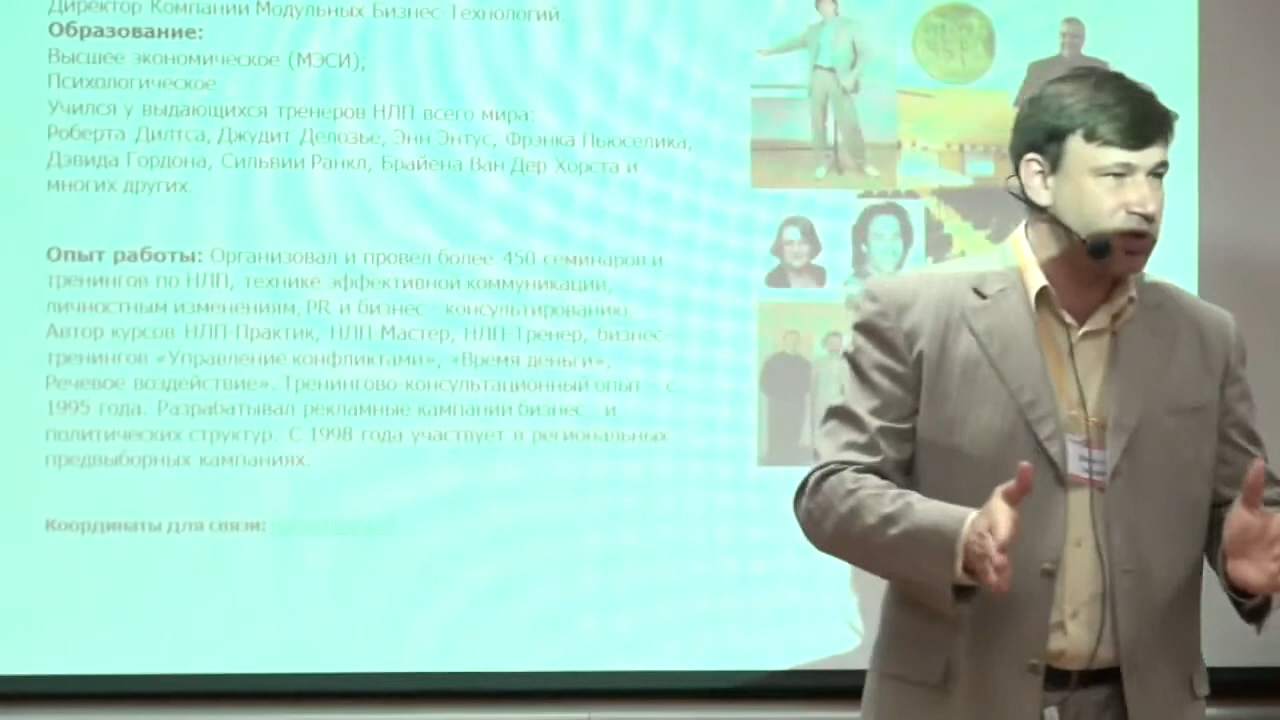 Директор Компании Модульных Бизнес-Технологий.
Образование:
Высшее экономическое (МЭСИ);
Психологическое
Учился у выдающихся тренеров НЛП всего мира:
Роберта Дилтса, Джудит Делозье, Энн Энтус, Фрэнка Пьюселика,
Дэвида Гордона, Сильвии Ранкл, Брайена Ван Дер Хорста и
многих других.
Опыт работы: Организовал и провел более 450 семинаров и
тренингов по НЛП, технике эффективной коммуникации,
личностным изменениям, PR и бизнес - консультированию.
Автор курсов НЛП-Практик, НЛП-Мастер, НЛП-Тренер, бизнес-
тренингов «Управление конфликтами», «Время деньги»,
Речевое воздействие». Тренингово-консультационный опыт - с
1995 года. Разрабатывал рекламные кампании бизнес - и
политических структур. С 1998 года участвует в региональных
предвыборных кампаниях.
Координаты для связи: